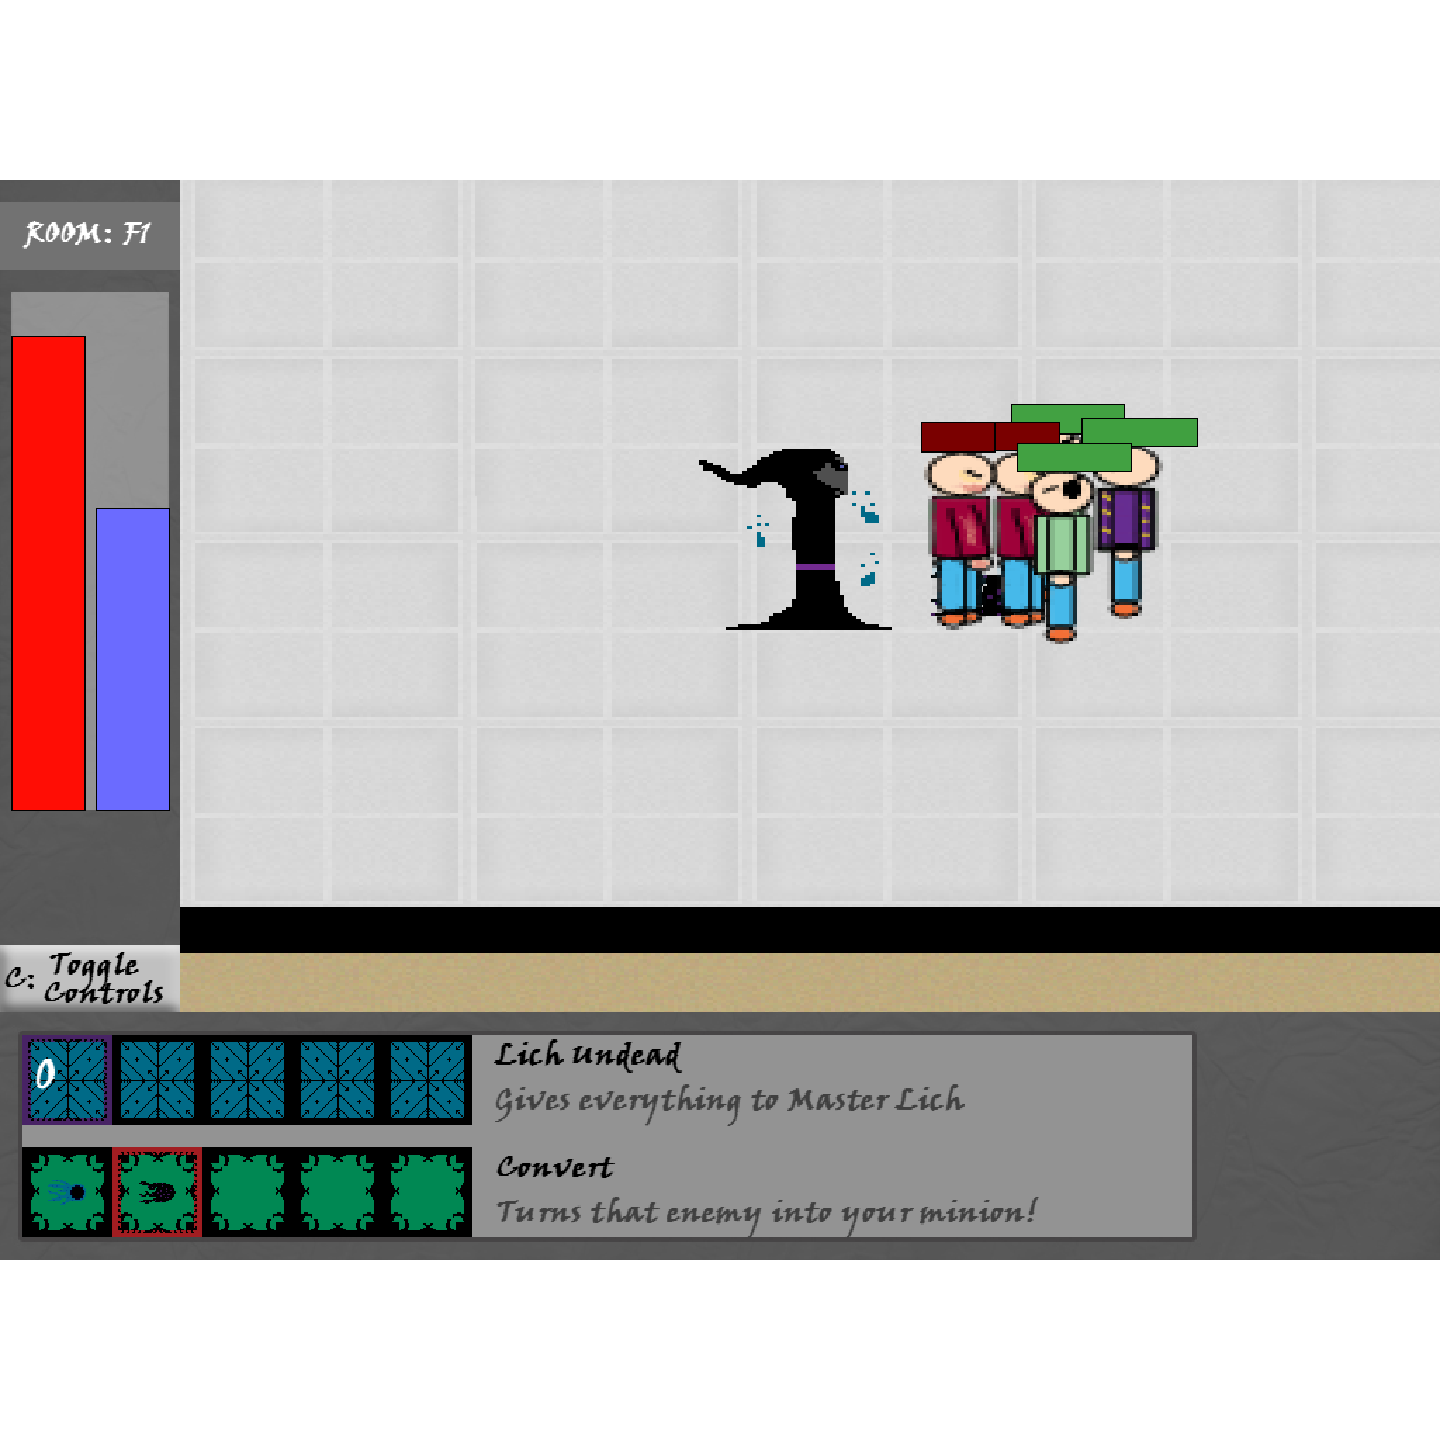 ROOM: F1
C: Toggle
Controls
0
Lich Undead
Gives everything to Master Lich
Convert
Turns that enemy into your minion!